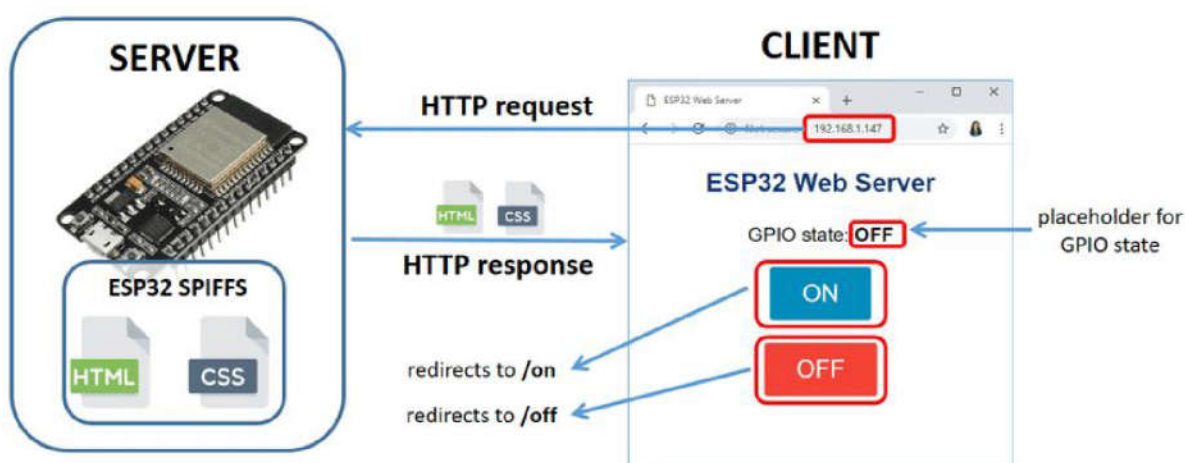 SERVER
ESP32 SPIFFS
HTML
CSS
HTTP request
HTML
CSS
HTTP response
redirects to /on
redirects to /off
CLIENT
ESP32 Web Server
192.168.1.147
ESP32 Web Server
GPIO state: OFF
ON
OFF
placeholder for
GPIO state